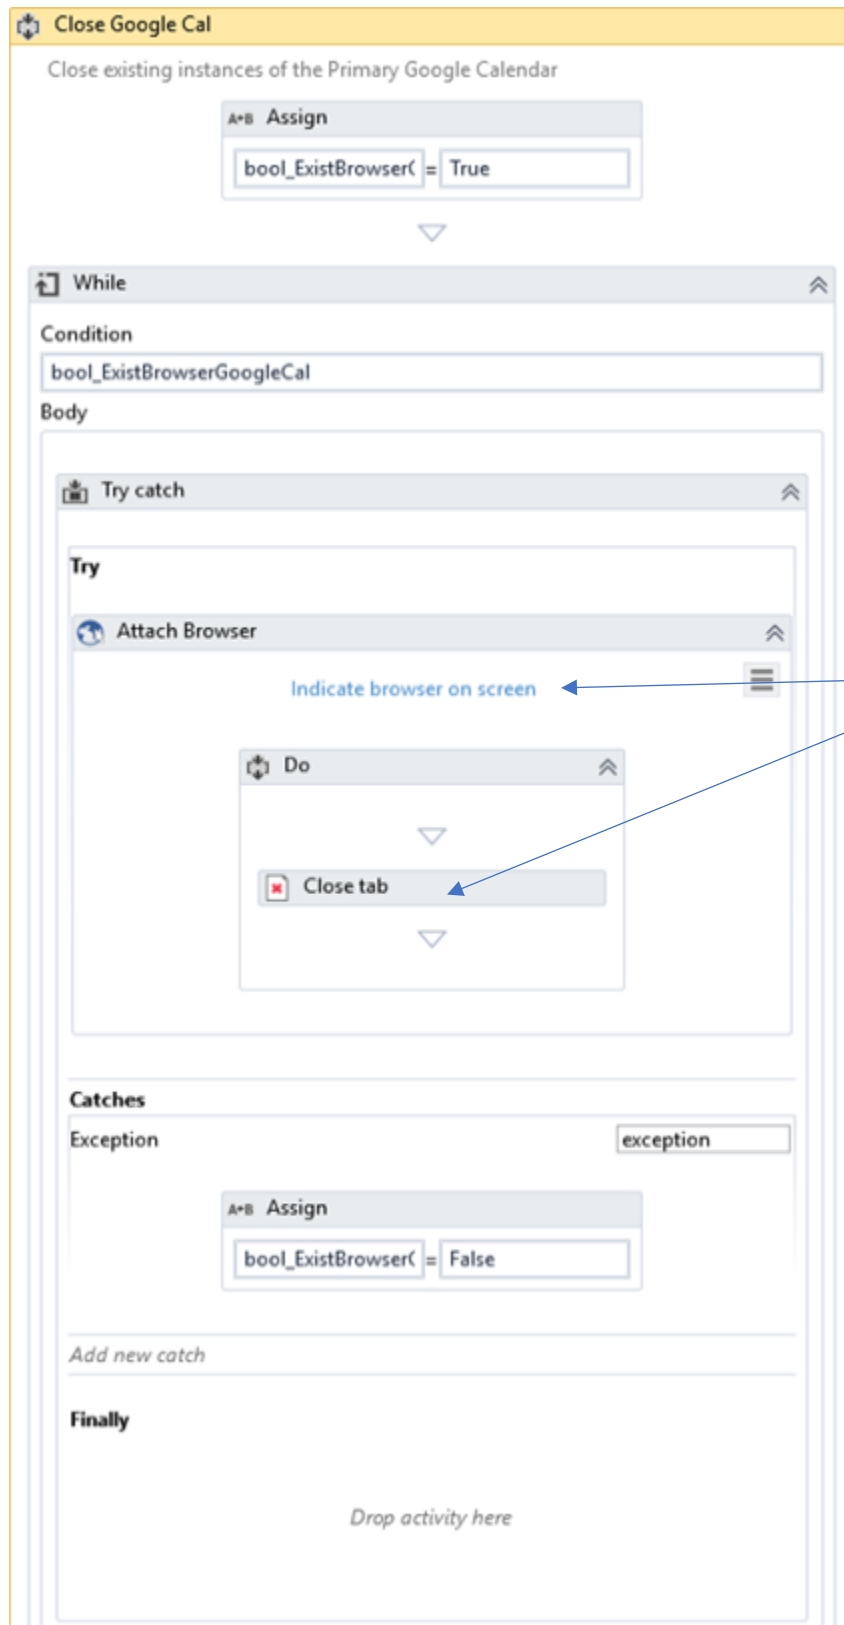 Close Google Cal
Close existing instances of the Primary Google Calendar
A+B Assign
bool_ExistBrowser( = True
While
Condition
bool_ExistBrowserGoogleCal
Body
Try catch
Try
Attach Browser
Indicate browser on screen
Do
Close tab
Catches
Exception exception
A+B Assign
bool_ExistBrowser( = False
Add new catch
Finally
Drop activity here